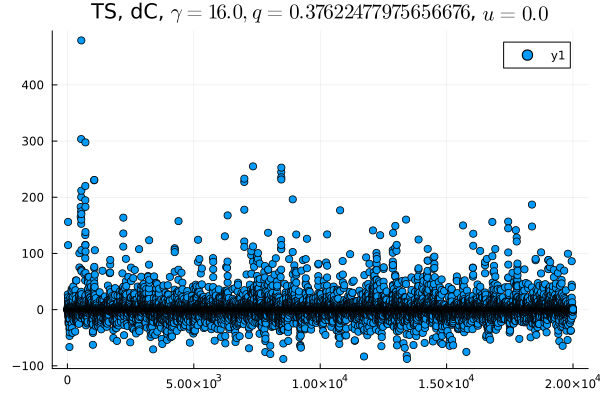 TS, dC, γ = 16.0, q = 0.37622477975656676, u = 0.0
y1
400
300
200
100
0
−100
0 5.00×10³ 1.00×10⁴ 1.50×10⁴ 2.00×10⁴